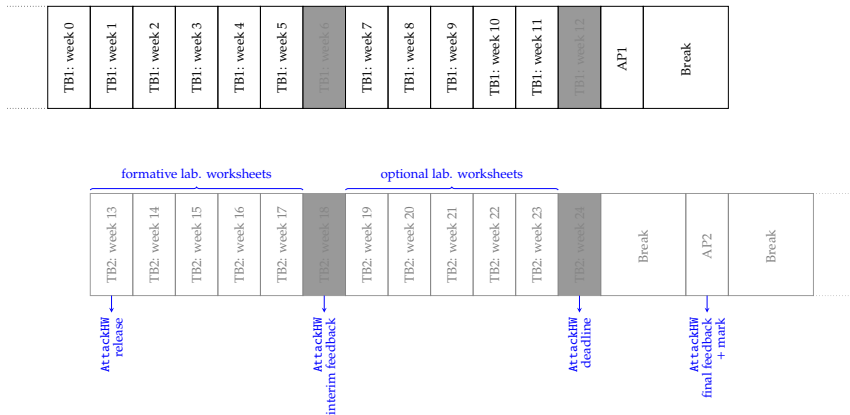 TB1: week 0
TB1: week 1
TB1: week 2
TB1: week 3
TB1: week 4
TB1: week 5
TB1: week 6
TB1: week 7
TB1: week 8
TB1: week 9
TB1: week 10
TB1: week 11
TB1: week 12
AP1
Break
formative lab. worksheets
optional lab. worksheets
TB2: week 13
TB2: week 14
TB2: week 15
TB2: week 16
TB2: week 17
TB2: week 18
TB2: week 19
TB2: week 20
TB2: week 21
TB2: week 22
TB2: week 23
TB2: week 24
Break
AP2
Break
AttackHW
release
AttackHW
interim feedback
AttackHW
deadline
AttackHW
final feedback
+ mark